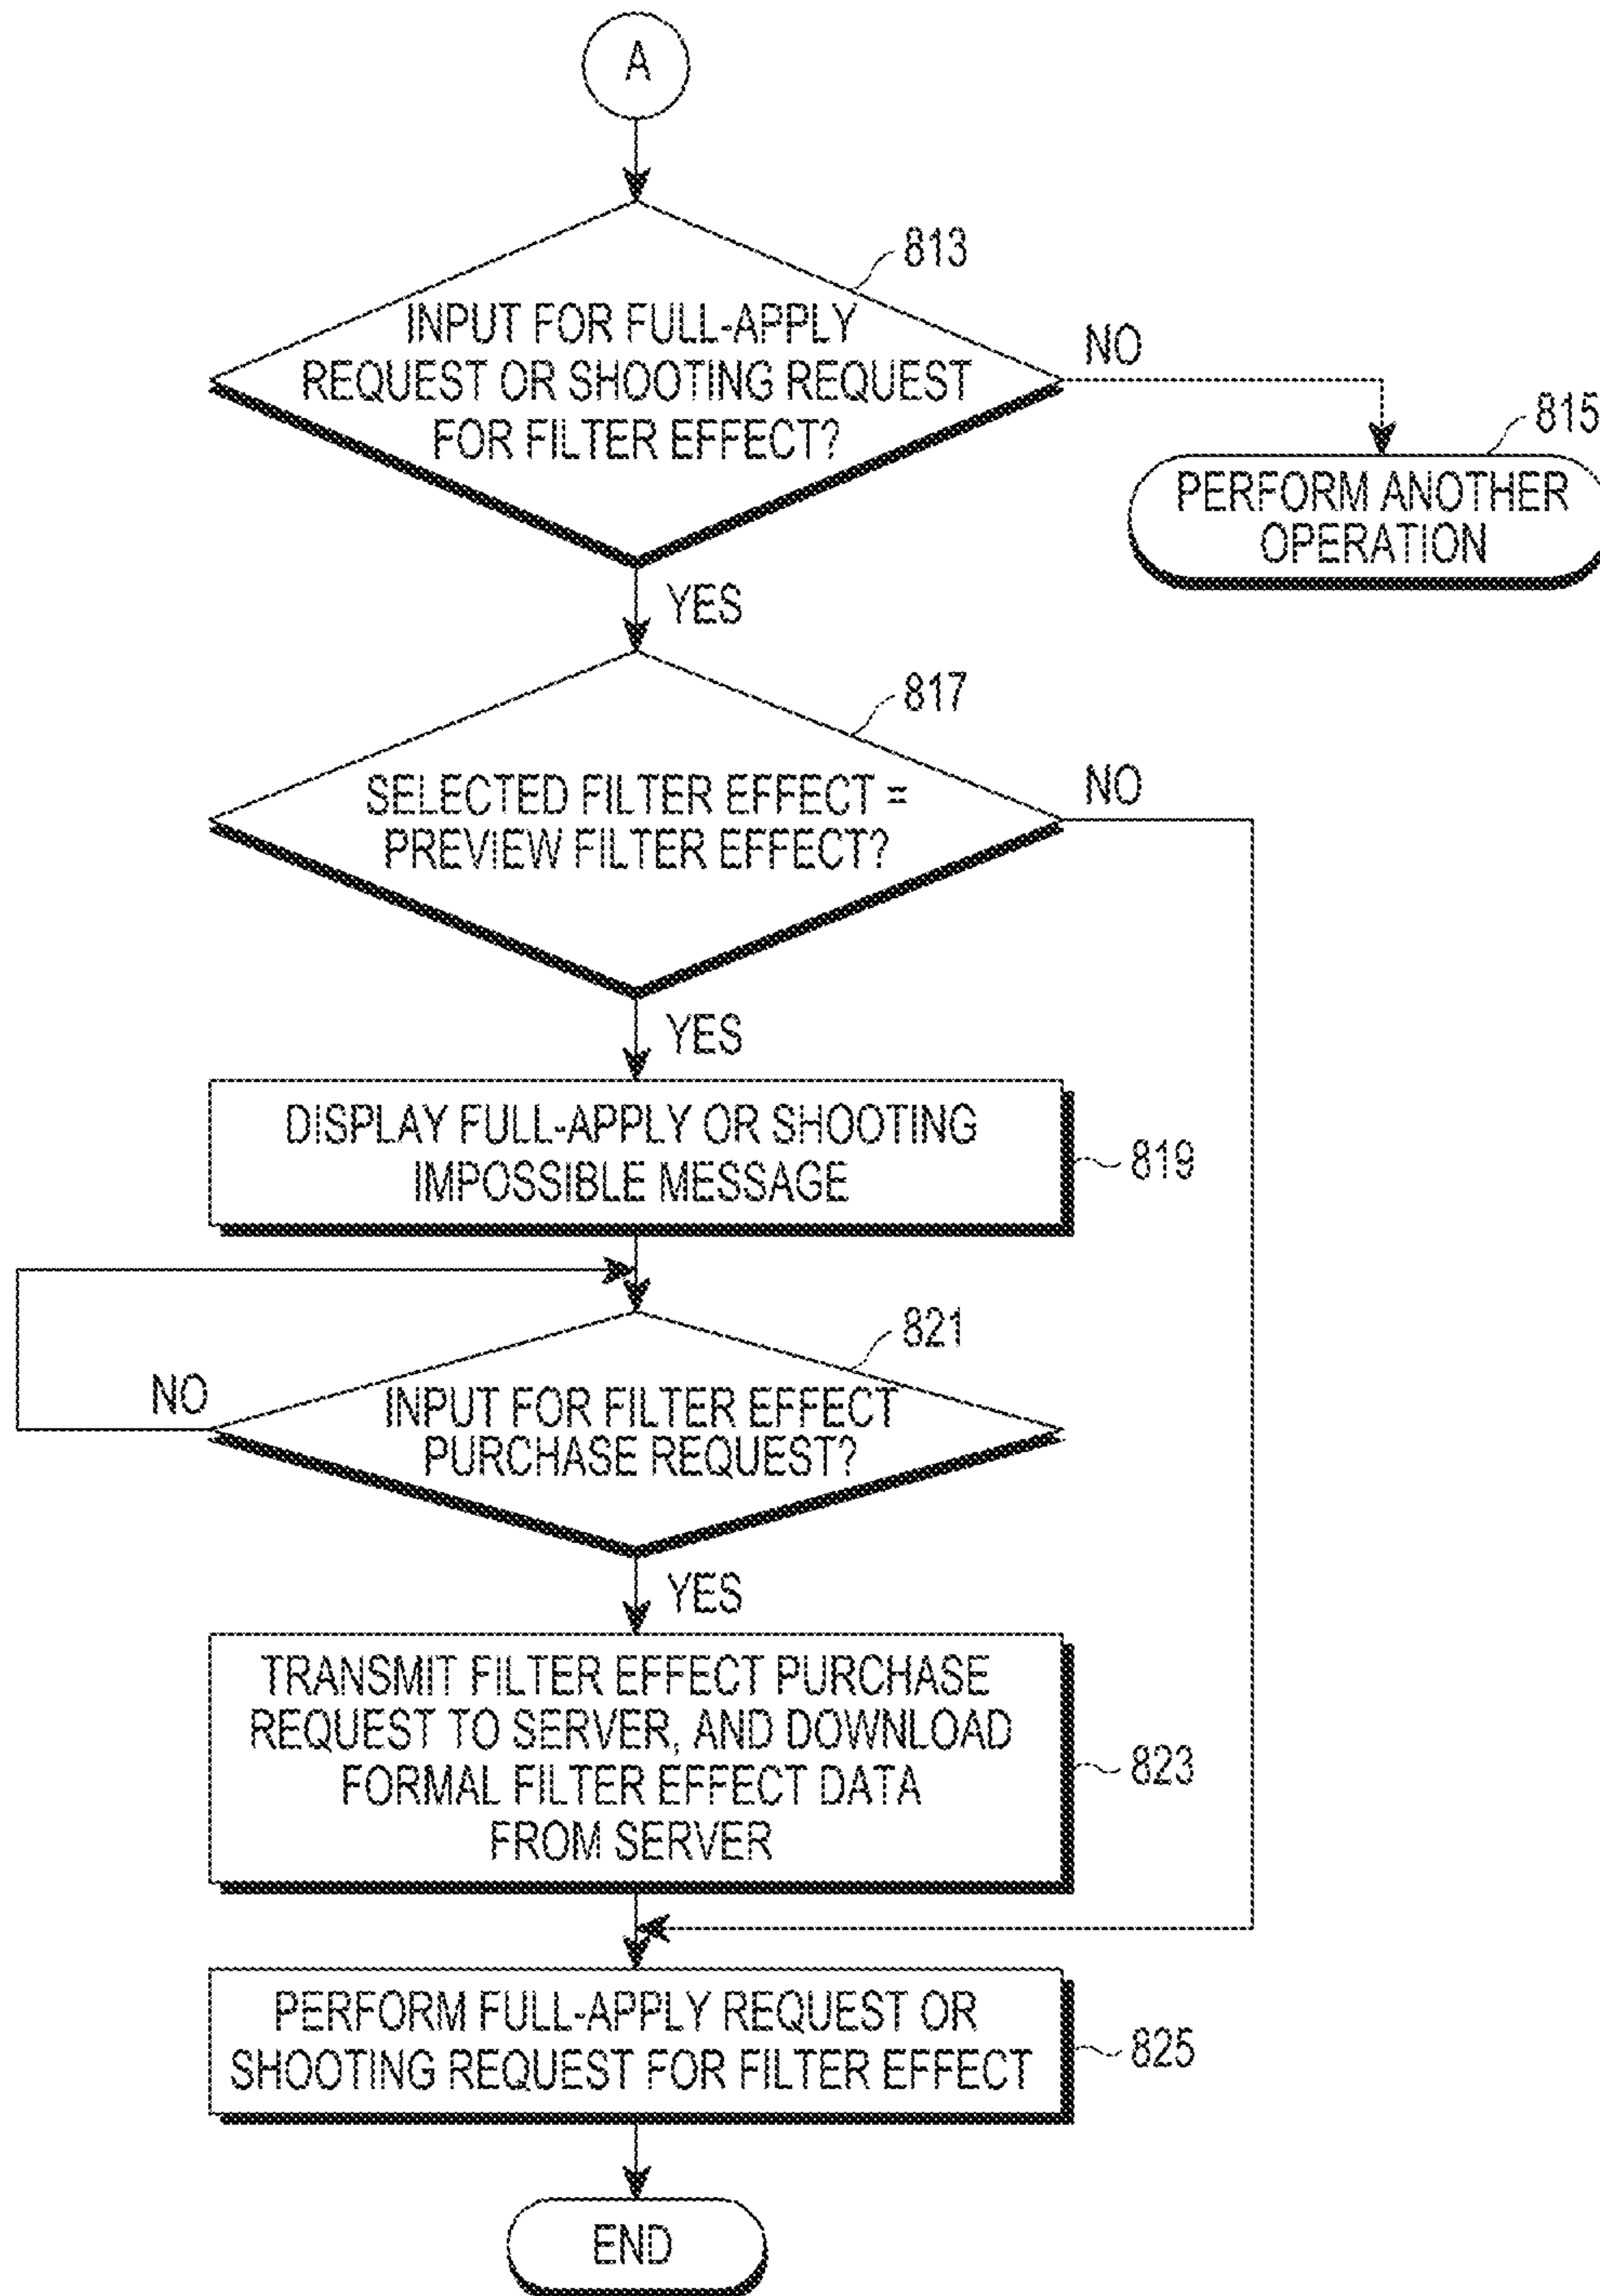 A
813
INPUT FOR FULL-APPLY
REQUEST OR SHOOTING REQUEST
FOR FILTER EFFECT?
NO
815
PERFORM ANOTHER
OPERATION
YES
817
SELECTED FILTER EFFECT =
PREVIEW FILTER EFFECT?
NO
YES
DISPLAY FULL-APPLY OR SHOOTING
IMPOSSIBLE MESSAGE
819
821
NO
INPUT FOR FILTER EFFECT
PURCHASE REQUEST?
YES
TRANSMIT FILTER EFFECT PURCHASE
REQUEST TO SERVER, AND DOWNLOAD
FORMAL FILTER EFFECT DATA
FROM SERVER
823
PERFORM FULL-APPLY REQUEST OR
SHOOTING REQUEST FOR FILTER EFFECT
825
END